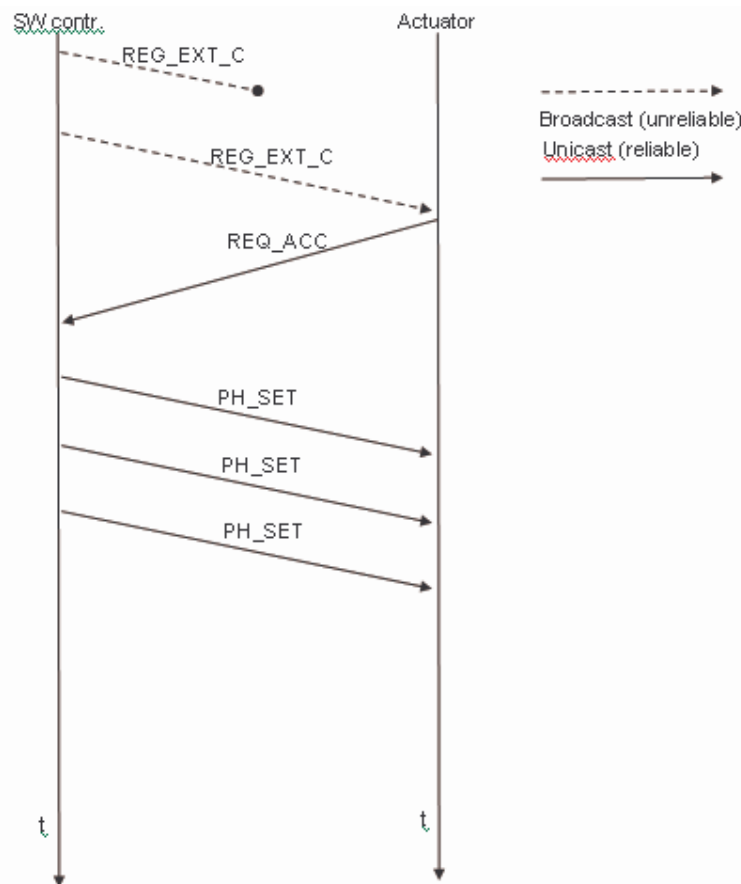 SW contr.
Actuator
REG_EXT_C
Broadcast (unreliable)
Unicast (reliable)
REG_EXT_C
REQ_ACC
PH_SET
PH_SET
PH_SET
t
t